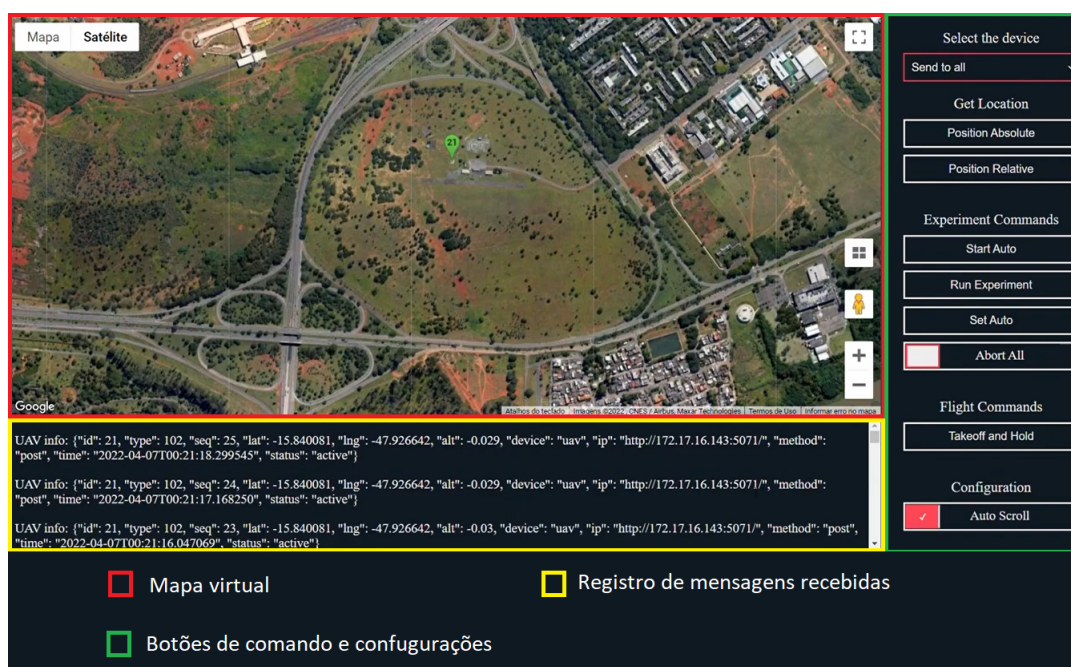 Mapa Satélite
21
Google
Atalhos do teclado Imagens ©2022 , CNES / Airbus, Maxar Technologies Termos de Uso Informar erro no mapa
UAV info: {"id": 21, "type": 102, "seq": 25, "lat": -15.840081, "lng": -47.926642, "alt": -0.029, "device": "uav", "ip": "http://172.17.16.143:5071/", "method":
"post", "time": "2022-04-07T00:21:18.299545", "status": "active"}
UAV info: {"id": 21, "type": 102, "seq": 24, "lat": -15.840081, "lng": -47.926642, "alt": -0.029, "device": "uav", "ip": "http://172.17.16.143:5071/", "method":
"post", "time": "2022-04-07T00:21:17.168250", "status": "active"}
UAV info: {"id": 21, "type": 102, "seq": 23, "lat": -15.840081, "lng": -47.926642, "alt": -0.03, "device": "uav", "ip": "http://172.17.16.143:5071/", "method": "post",
"time": "2022-04-07T00:21:16.047069", "status": "active"}
Select the device
Send to all
Get Location
Position Absolute
Position Relative
Experiment Commands
Start Auto
Run Experiment
Set Auto
Abort All
Flight Commands
Takeoff and Hold
Configuration
Auto Scroll
Mapa virtual
Registro de mensagens recebidas
Botões de comando e confugurações